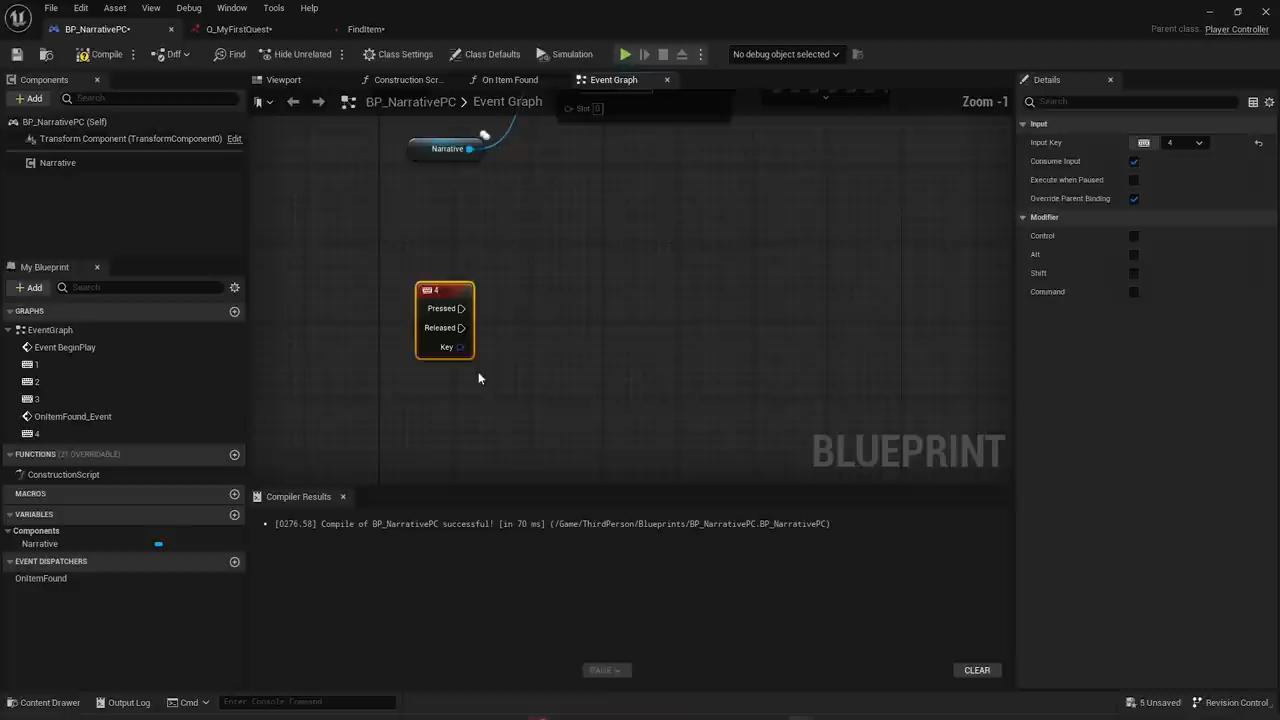 File Edit Asset View Debug Window Tools Help
BP_NarrativePC* Q_MyFirstQuest* FindItem* Parent class: Player Controller
Compile Diff Find Hide Unrelated Class Settings Class Defaults Simulation No debug object selected
Components Viewport Construction Scr... On Item Found Event Graph Details
Add Search BP_NarrativePC Event Graph Zoom -1 Search
BP_NarrativePC (Self)
Transform Component (TransformComponent0) Edit
Narrative
Slot 0
Narrative
4
Pressed
Released
Key
BLUEPRINT
Input
Input Key 4
Consume Input
Execute when Paused
Override Parent Binding
Modifier
Control
Alt
Shift
Command
My Blueprint
Add Search
GRAPHS
EventGraph
Event BeginPlay
1
2
3
OnItemFound_Event
4
FUNCTIONS (21 OVERRIDABLE)
ConstructionScript
MACROS
VARIABLES
Components
Narrative
EVENT DISPATCHERS
OnItemFound
Compiler Results
[0276.58] Compile of BP_NarrativePC successful! [in 70 ms] (/Game/ThirdPerson/Blueprints/BP_NarrativePC.BP_NarrativePC)
PAGE CLEAR
Content Drawer Output Log Cmd Enter Console Command 5 Unsaved Revision Control